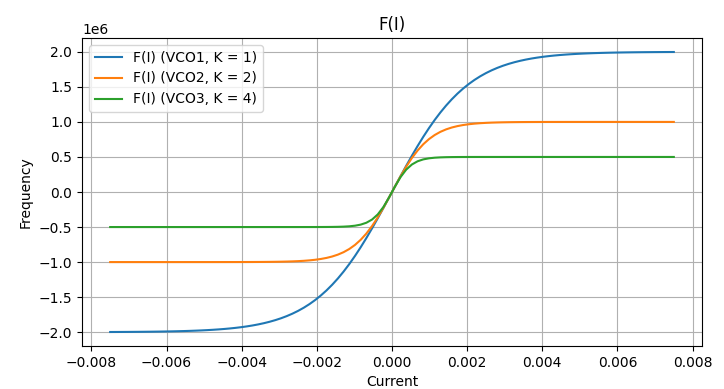 F(I)
1e6
F(I) (VCO1, K = 1)
F(I) (VCO2, K = 2)
F(I) (VCO3, K = 4)
2.0
1.5
1.0
0.5
0.0
−0.5
−1.0
−1.5
−2.0
Frequency
−0.008 −0.006 −0.004 −0.002 0.000 0.002 0.004 0.006 0.008
Current